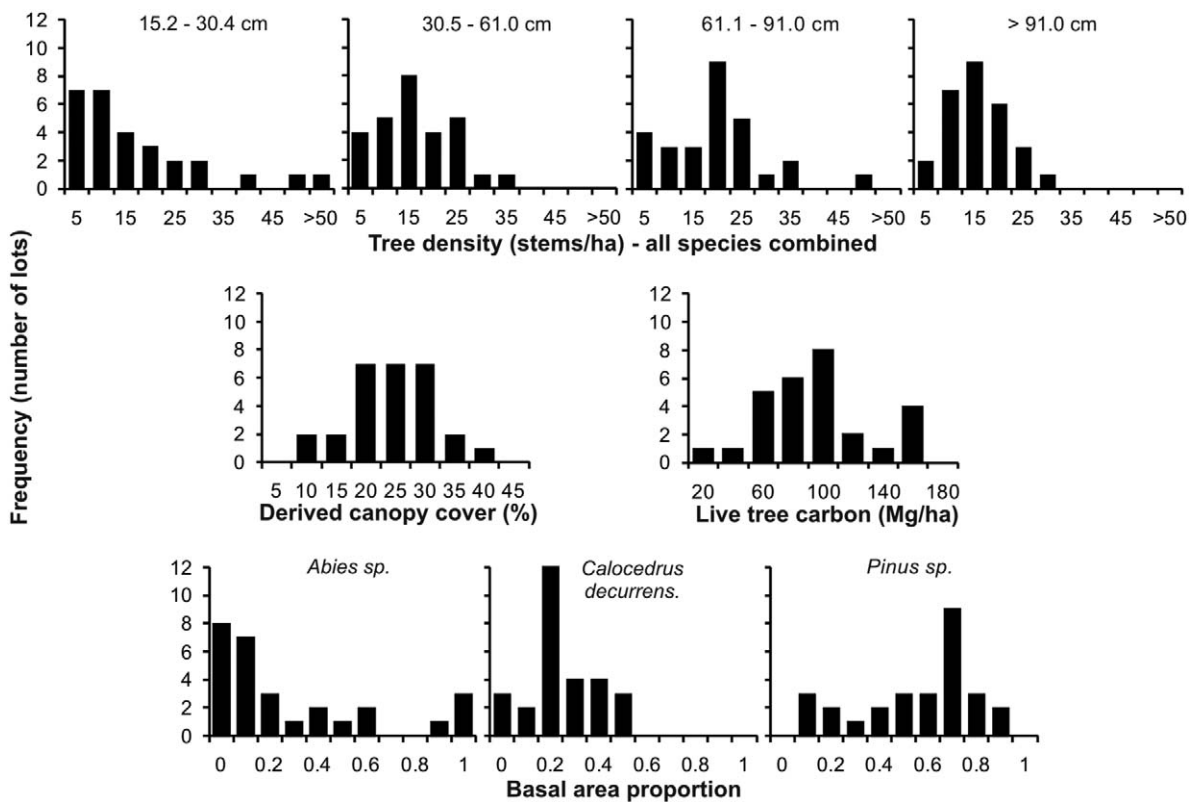 15.2 - 30.4 cm 30.5 - 61.0 cm 61.1 - 91.0 cm > 91.0 cm
12
10
8
6
4
2
0
5 15 25 35 45 >50 5 15 25 35 45 >50 5 15 25 35 45 >50 5 15 25 35 45 >50
Tree density (stems/ha) - all species combined
Frequency (number of lots)
12 12
10 10
8 8
6 6
4 4
2 2
0 0
5 10 15 20 25 30 35 40 45 20 60 100 140 180
Derived canopy cover (%) Live tree carbon (Mg/ha)
Abies sp. Calocedrus decurrens. Pinus sp.
12
10
8
6
4
2
0
0 0.2 0.4 0.6 0.8 1 0 0.2 0.4 0.6 0.8 1 0 0.2 0.4 0.6 0.8 1
Basal area proportion